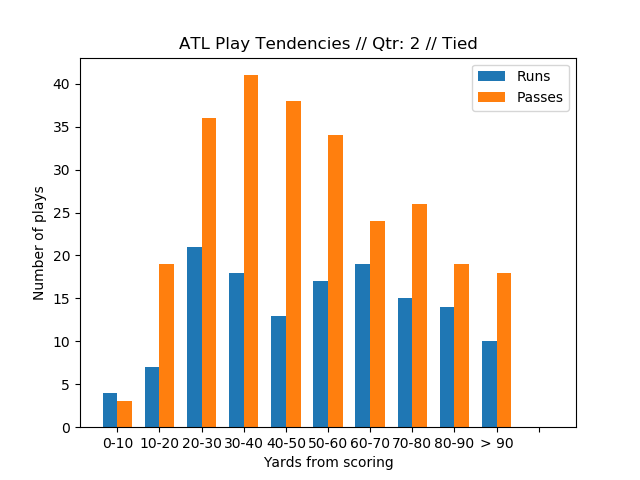 ATL Play Tendencies // Qtr: 2 // Tied
Runs
Passes
Number of plays
40
35
30
25
20
15
10
5
0
0-10 10-20 20-30 30-40 40-50 50-60 60-70 70-80 80-90 > 90
Yards from scoring